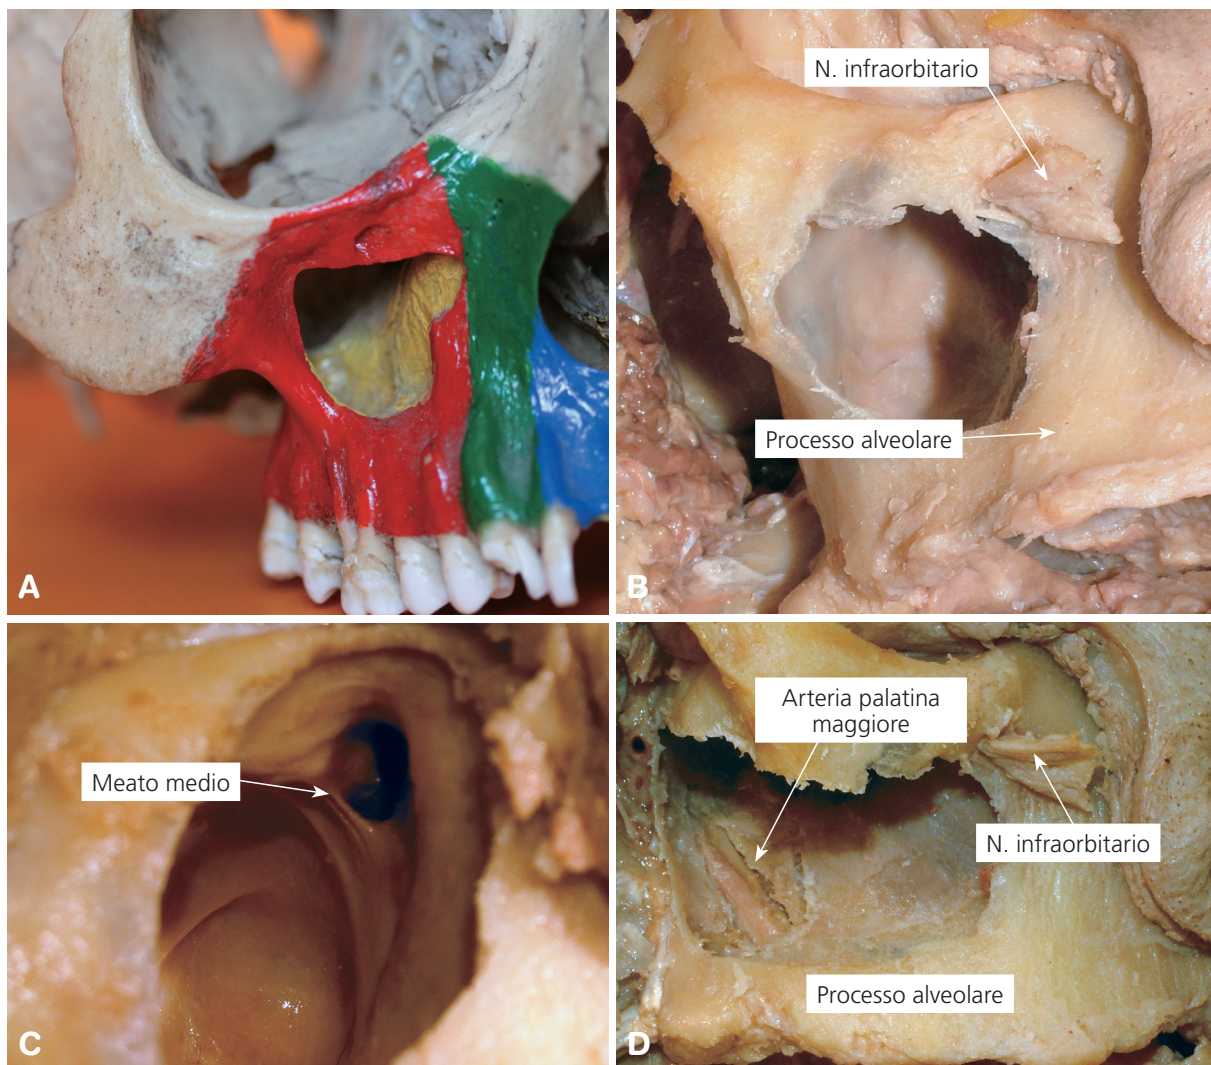 A
N. infraorbitario
Processo alveolare
B
Meato medio
C
Arteria palatina
maggiore
N. infraorbitario
Processo alveolare
D